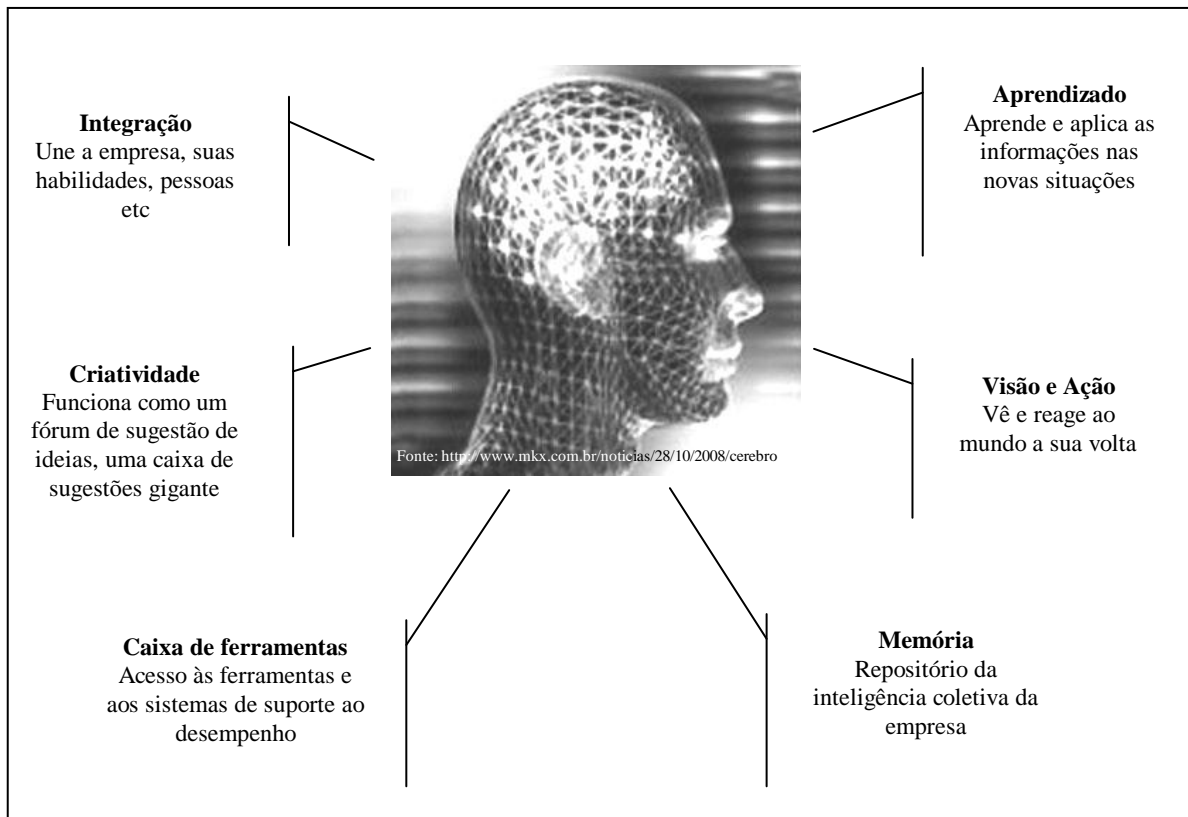 Integração
Une a empresa, suas
habilidades, pessoas
etc
Aprendizado
Aprende e aplica as
informações nas
novas situações
Criatividade
Funciona como um
fórum de sugestão de
ideias, uma caixa de
sugestões gigante
Visão e Ação
Vê e reage ao
mundo a sua volta
Fonte: http://www.mkx.com.br/noticias/28/10/2008/cerebro
Caixa de ferramentas
Acesso às ferramentas e
aos sistemas de suporte ao
desempenho
Memória
Repositório da
inteligência coletiva da
empresa